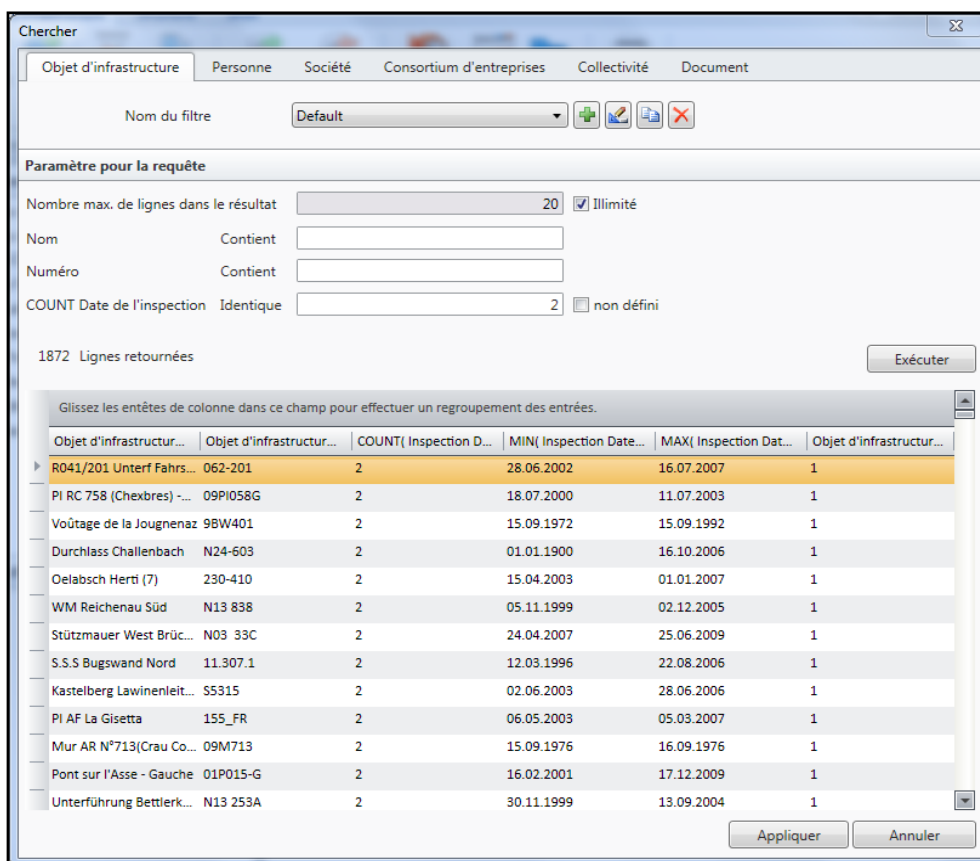 Chercher
Objet d'infrastructure Personne Société Consortium d'entreprises Collectivité Document
Nom du filtre Default
Paramètre pour la requête
Nombre max. de lignes dans le résultat 20 Illimité
Nom Contient
Numéro Contient
COUNT Date de l'inspection Identique 2 non défini
1872 Lignes retournées Exécuter
Glissez les entêtes de colonne dans ce champ pour effectuer un regroupement des entrées.
Objet d'infrastructur... Objet d'infrastructur... COUNT( Inspection D... MIN( Inspection Date... MAX( Inspection Dat... Objet d'infrastructur...
R041/201 Unterf Fahrs... 062-201 2 28.06.2002 16.07.2007 1
PI RC 758 (Chexbres) -... 09PI058G 2 18.07.2000 11.07.2003 1
Voûtage de la Jougnenaz 9BW401 2 15.09.1972 15.09.1992 1
Durchlass Challenbach N24-603 2 01.01.1900 16.10.2006 1
Oelabsch Herti (7) 230-410 2 15.04.2003 01.01.2007 1
WM Reichenau Süd N13 838 2 05.11.1999 02.12.2005 1
Stützmauer West Brüc... N03 33C 2 24.04.2007 25.06.2009 1
S.S.S Bugswand Nord 11.307.1 2 12.03.1996 22.08.2006 1
Kastelberg Lawinenleit... S5315 2 02.06.2003 28.06.2006 1
PI AF La Gisetta 155_FR 2 06.05.2003 05.03.2007 1
Mur AR N°713(Crau Co... 09M713 2 15.09.1976 16.09.1976 1
Pont sur l'Asse - Gauche 01P015-G 2 16.02.2001 17.12.2009 1
Unterführung Bettlerk... N13 253A 2 30.11.1999 13.09.2004 1
Appliquer Annuler